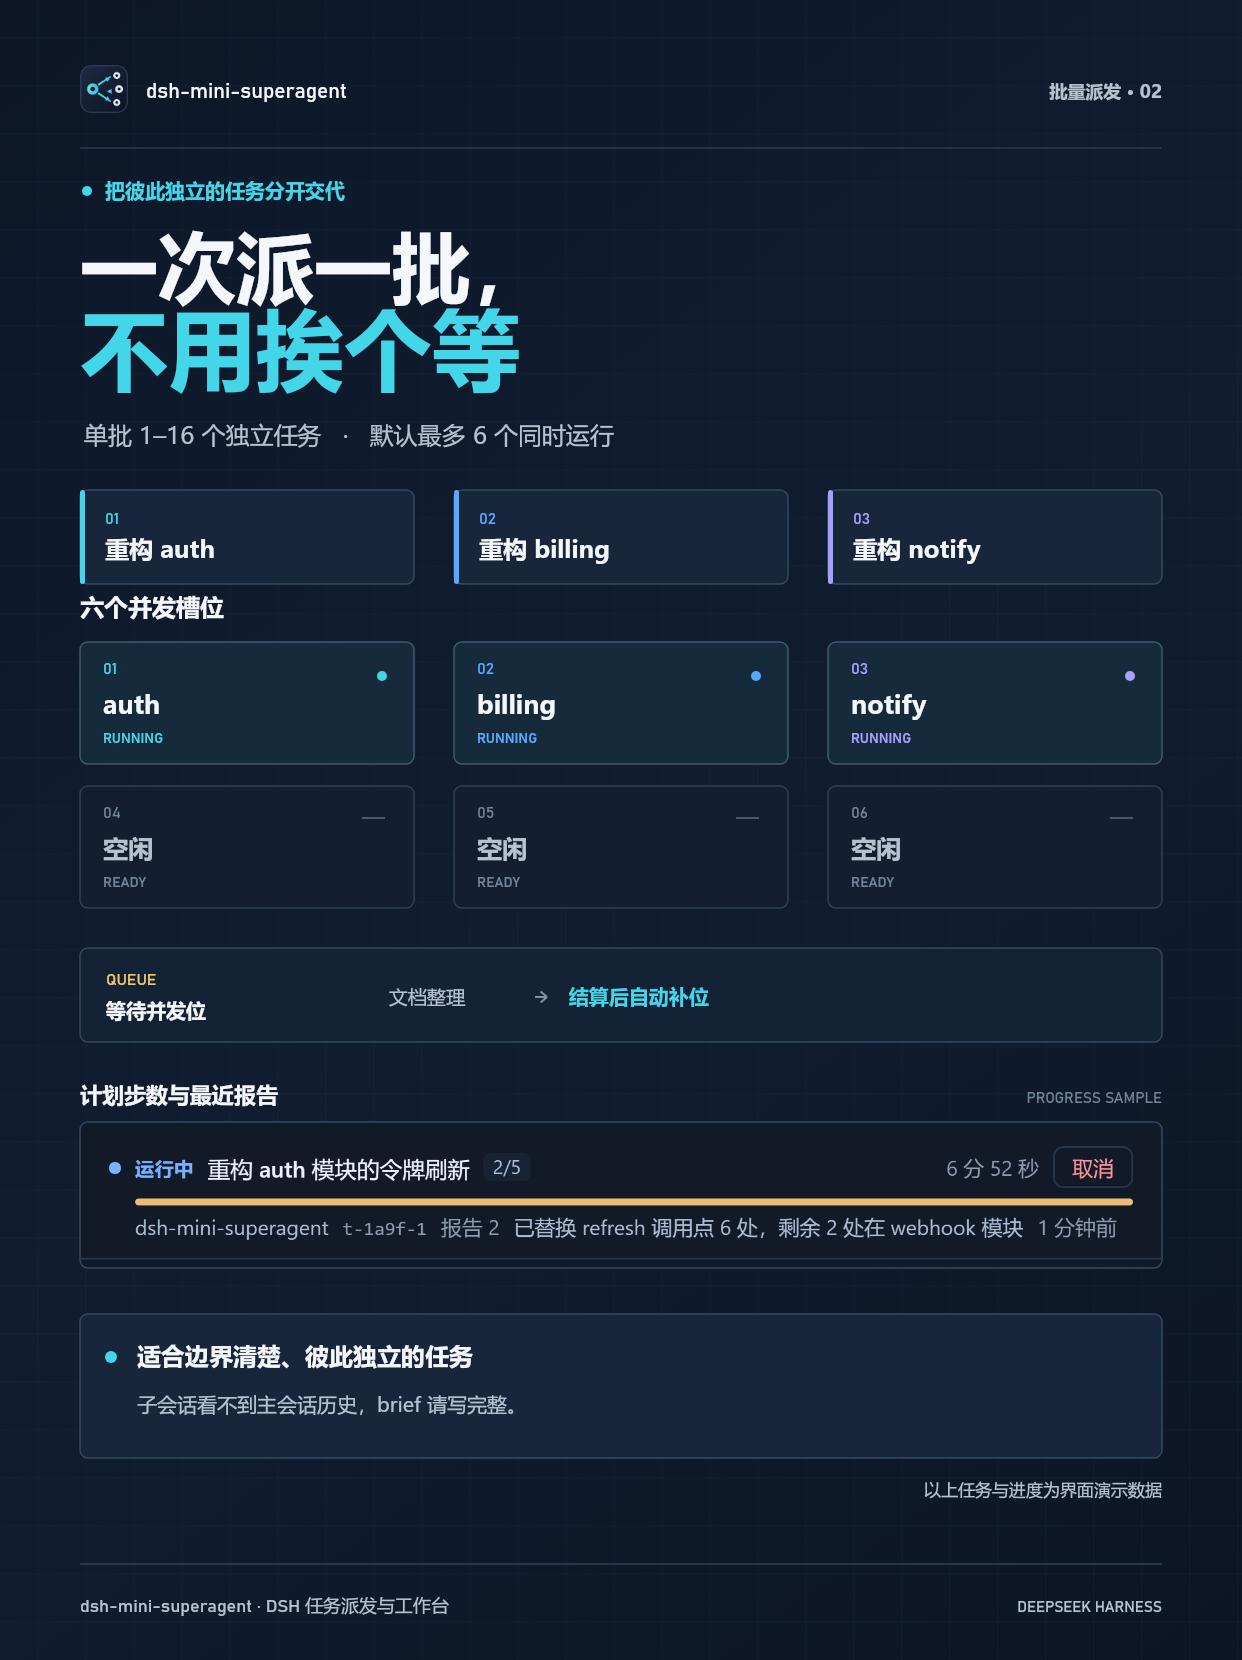 dsh-mini-superagent
批量派发 • 02
把彼此独立的任务分开交代
一次派一批，
不用挨个等
单批 1–16 个独立任务 · 默认最多 6 个同时运行
01
重构 auth
02
重构 billing
03
重构 notify
六个并发槽位
01
auth
RUNNING
02
billing
RUNNING
03
notify
RUNNING
04
空闲
READY
05
空闲
READY
06
空闲
READY
QUEUE
等待并发位
文档整理 → 结算后自动补位
计划步数与最近报告
PROGRESS SAMPLE
运行中 重构 auth 模块的令牌刷新 2/5 6 分 52 秒 取消
dsh-mini-superagent t-1a9f-1 报告 2 已替换 refresh 调用点 6 处，剩余 2 处在 webhook 模块 1 分钟前
适合边界清楚、彼此独立的任务
子会话看不到主会话历史，brief 请写完整。
以上任务与进度为界面演示数据
dsh-mini-superagent · DSH 任务派发与工作台
DEEPSEEK HARNESS